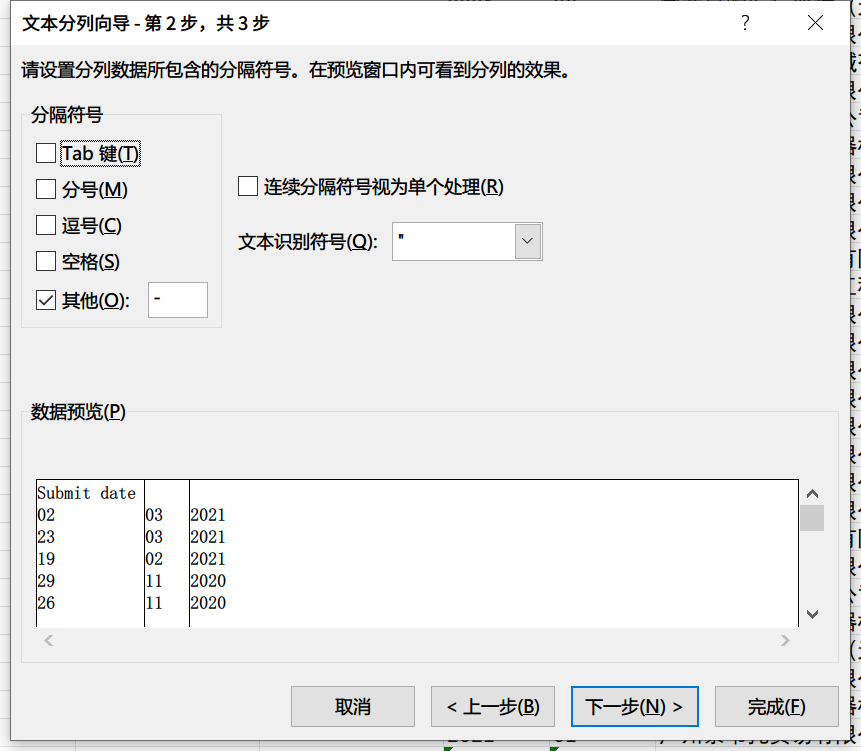 文本分列向导 - 第 2 步，共 3 步
?
请设置分列数据所包含的分隔符号。在预览窗口内可看到分列的效果。
分隔符号
Tab 键(T)
分号(M)
逗号(C)
空格(S)
其他(O): -
连续分隔符号视为单个处理(R)
文本识别符号(Q): "
数据预览(P)
Submit date
02 03 2021
23 03 2021
19 02 2021
29 11 2020
26 11 2020
取消
< 上一步(B)
下一步(N) >
完成(F)